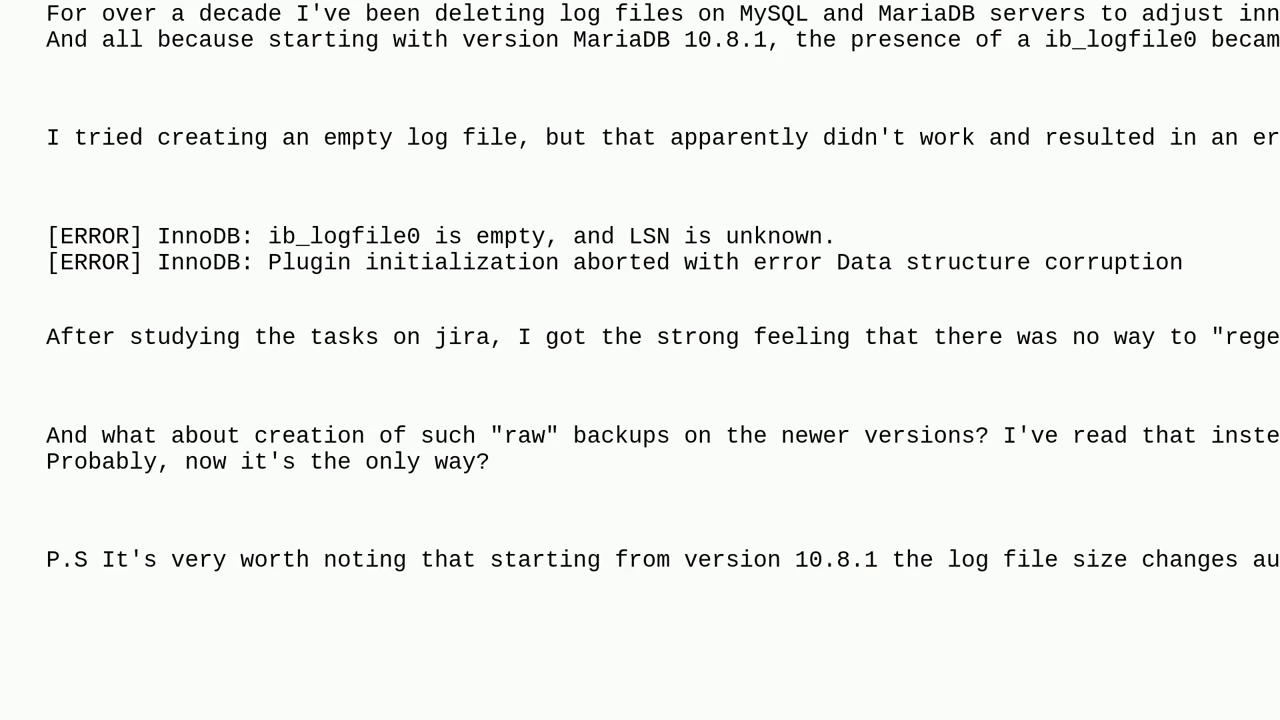 For over a decade I've been deleting log files on MySQL and MariaDB servers to adjust
And all because starting with version MariaDB 10.8.1, the presence of a ib_logfile0
I tried creating an empty log file, but that apparently didn't work and resulted in an
[ERROR] InnoDB: ib_logfile0 is empty, and LSN is unknown.
[ERROR] InnoDB: Plugin initialization aborted with error Data structure corruption
After studying the tasks on jira, I got the strong feeling that there was no way to
And what about creation of such "raw" backups on the newer versions? I've read that
Probably, now it's the only way?
P.S It's very worth noting that starting from version 10.8.1 the log file size changes